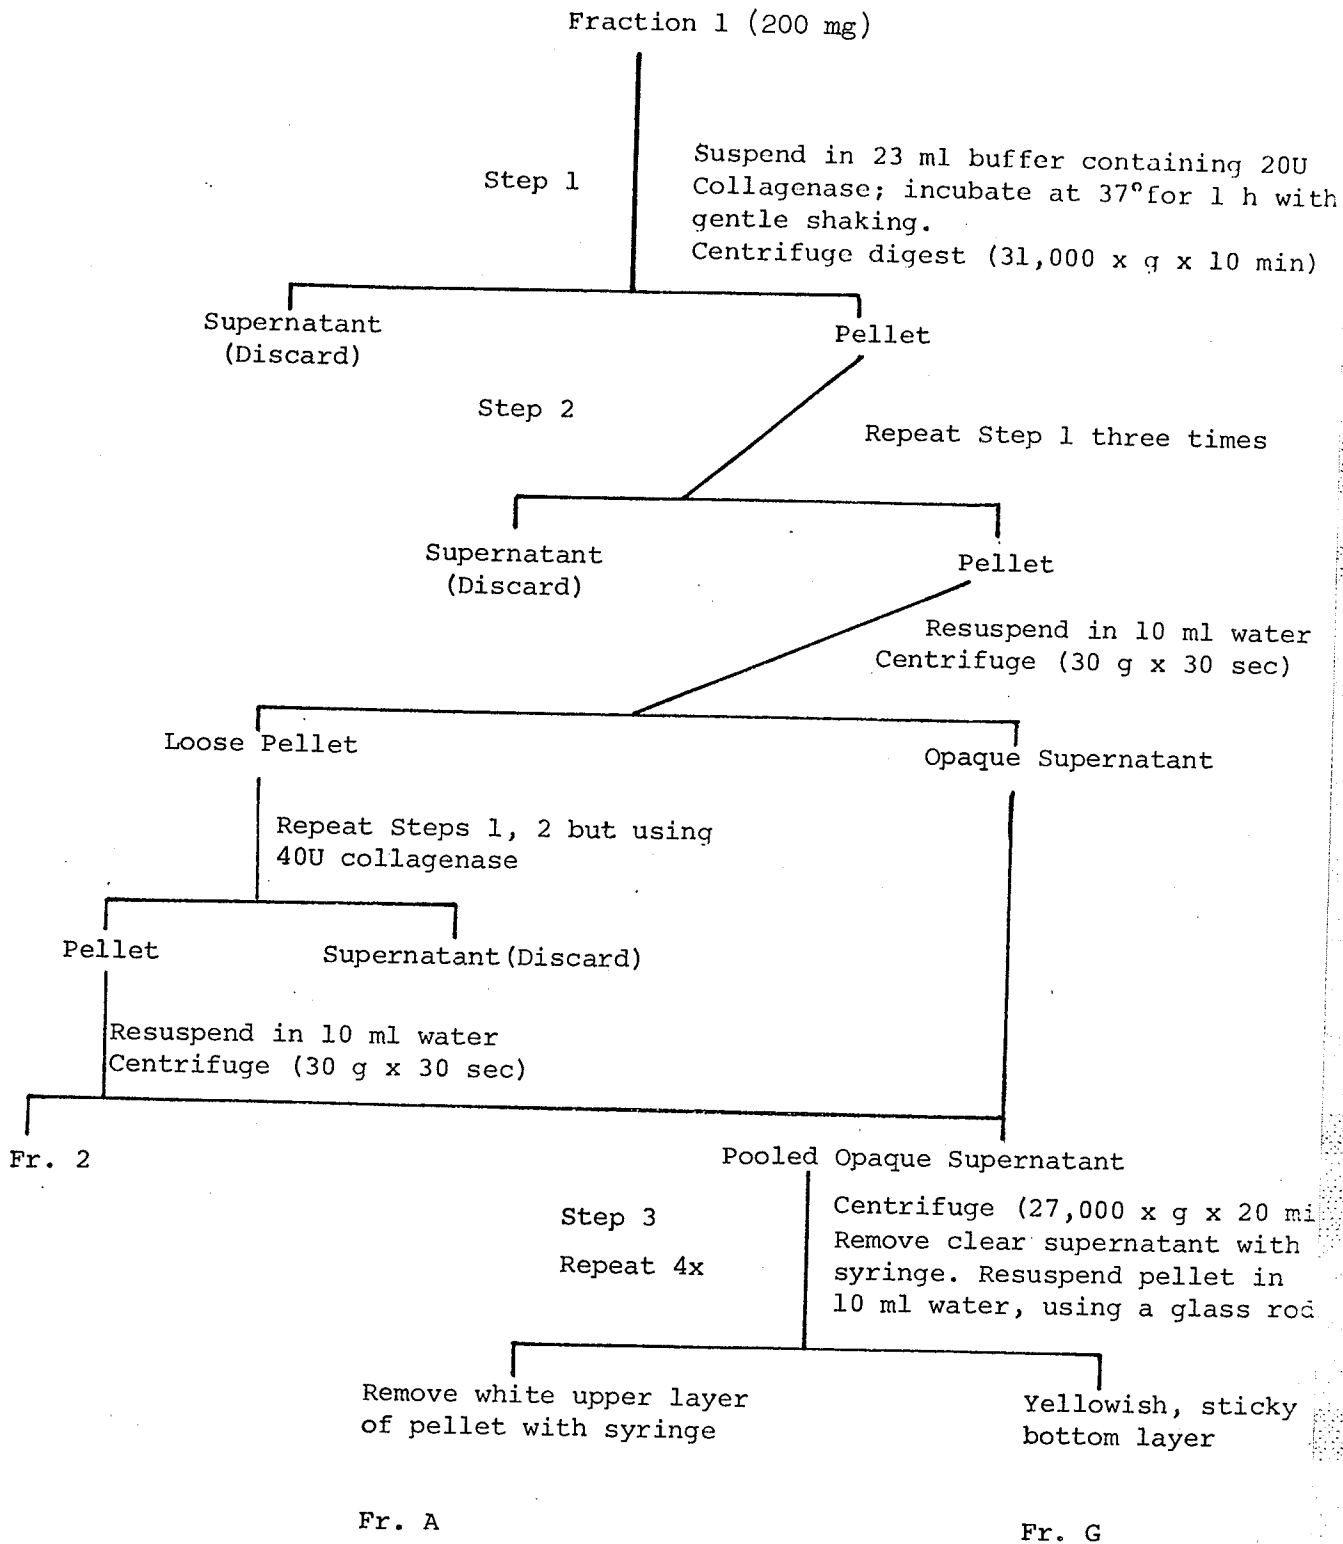 Fraction 1 (200 mg)
Step 1
Suspend in 23 ml buffer containing 20U
Collagenase; incubate at 37° for 1 h with
gentle shaking.
Centrifuge digest (31,000 x g x 10 min)
Supernatant
(Discard)
Pellet
Step 2
Repeat Step 1 three times
Supernatant
(Discard)
Pellet
Resuspend in 10 ml water
Centrifuge (30 g x 30 sec)
Loose Pellet
Opaque Supernatant
Repeat Steps 1, 2 but using
40U collagenase
Pellet
Supernatant (Discard)
Resuspend in 10 ml water
Centrifuge (30 g x 30 sec)
Fr. 2
Pooled Opaque Supernatant
Step 3
Repeat 4x
Centrifuge (27,000 x g x 20 mi
Remove clear supernatant with
syringe. Resuspend pellet in
10 ml water, using a glass rod
Remove white upper layer
of pellet with syringe
Yellowish, sticky
bottom layer
Fr. A
Fr. G